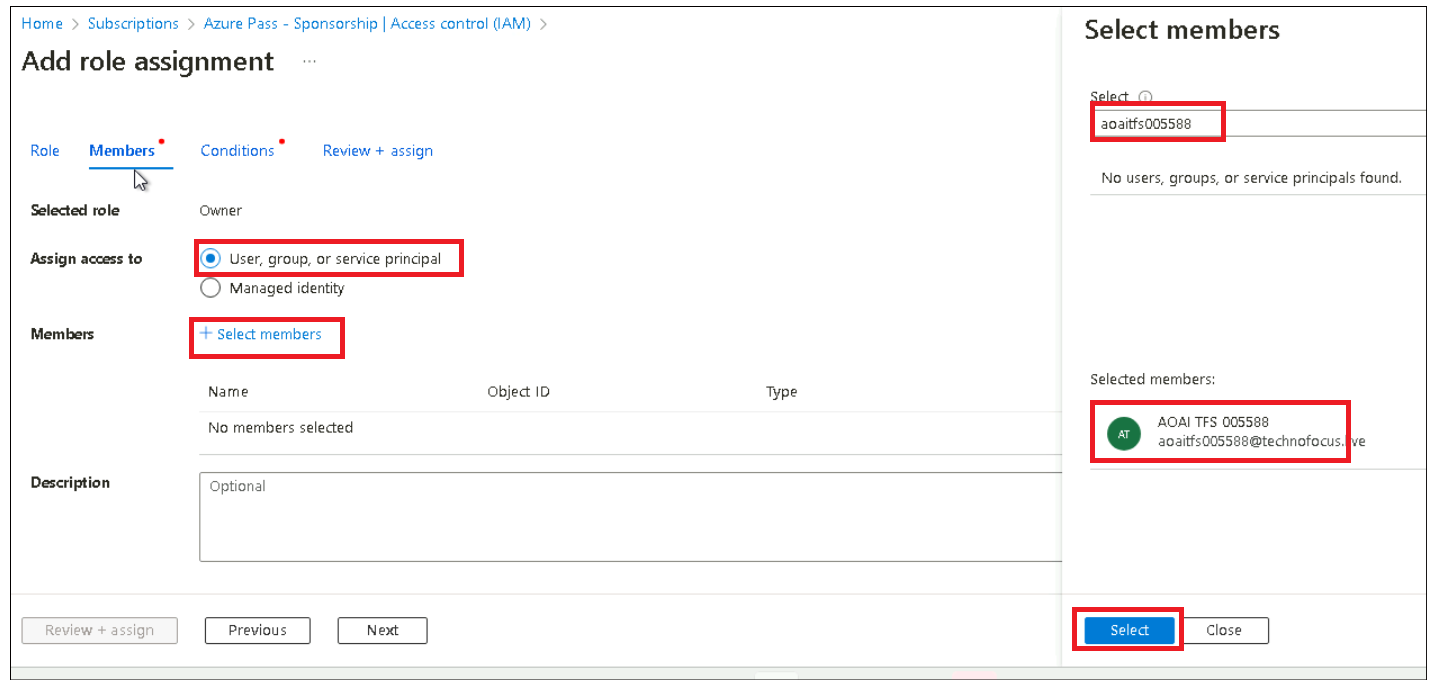 Home > Subscriptions > Azure Pass - Sponsorship | Access control (IAM) >
Add role assignment ...
Role Members Conditions Review + assign
Selected role Owner
Assign access to User, group, or service principal
Managed identity
Members + Select members
Name Object ID Type
No members selected
Description Optional
Review + assign Previous Next
Select members
Select
aoaitfs005588
No users, groups, or service principals found.
Selected members:
AT
AOAI TFS 005588
aoaitfs005588@technofocus.live
Select Close